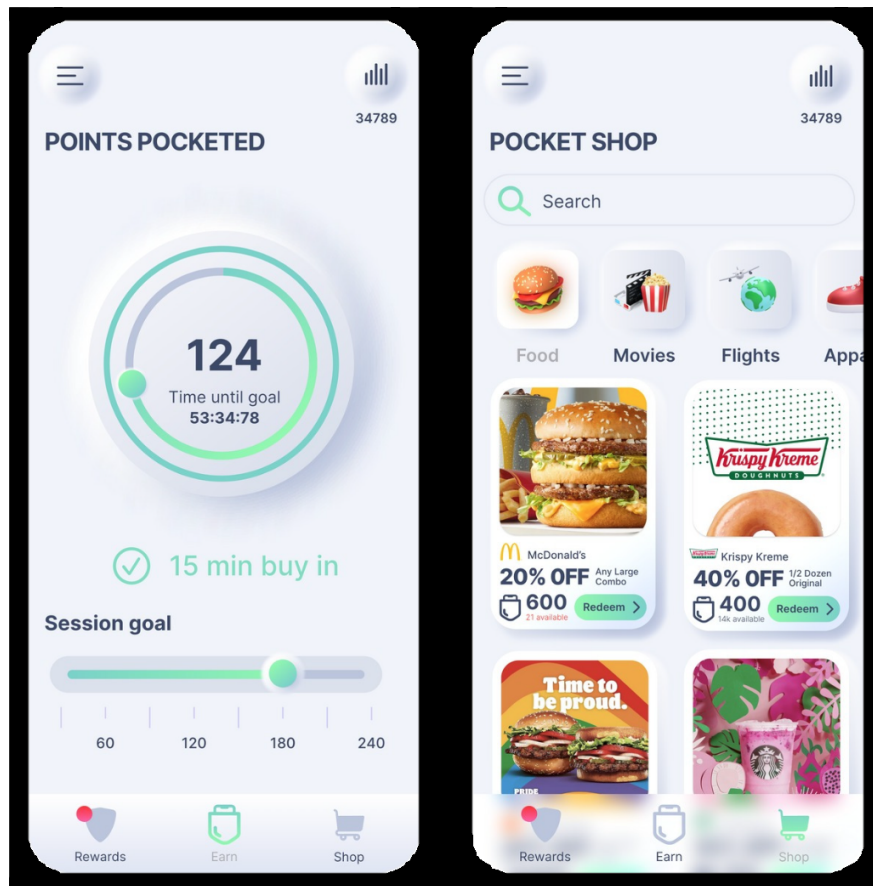 34789
POINTS POCKETED
124
Time until goal
53:34:78
15 min buy in
Session goal
60 120 180 240
Rewards Earn Shop
34789
POCKET SHOP
Search
Food Movies Flights Appa
McDonald's
20% OFF Any Large
Combo
600
21 available
Redeem
Krispy Kreme
DOUGHNUTS
Krispy Kreme
40% OFF 1/2 Dozen
Original
400
14k available
Redeem
Time to
be proud.
PRIDE
Rewards Earn Shop